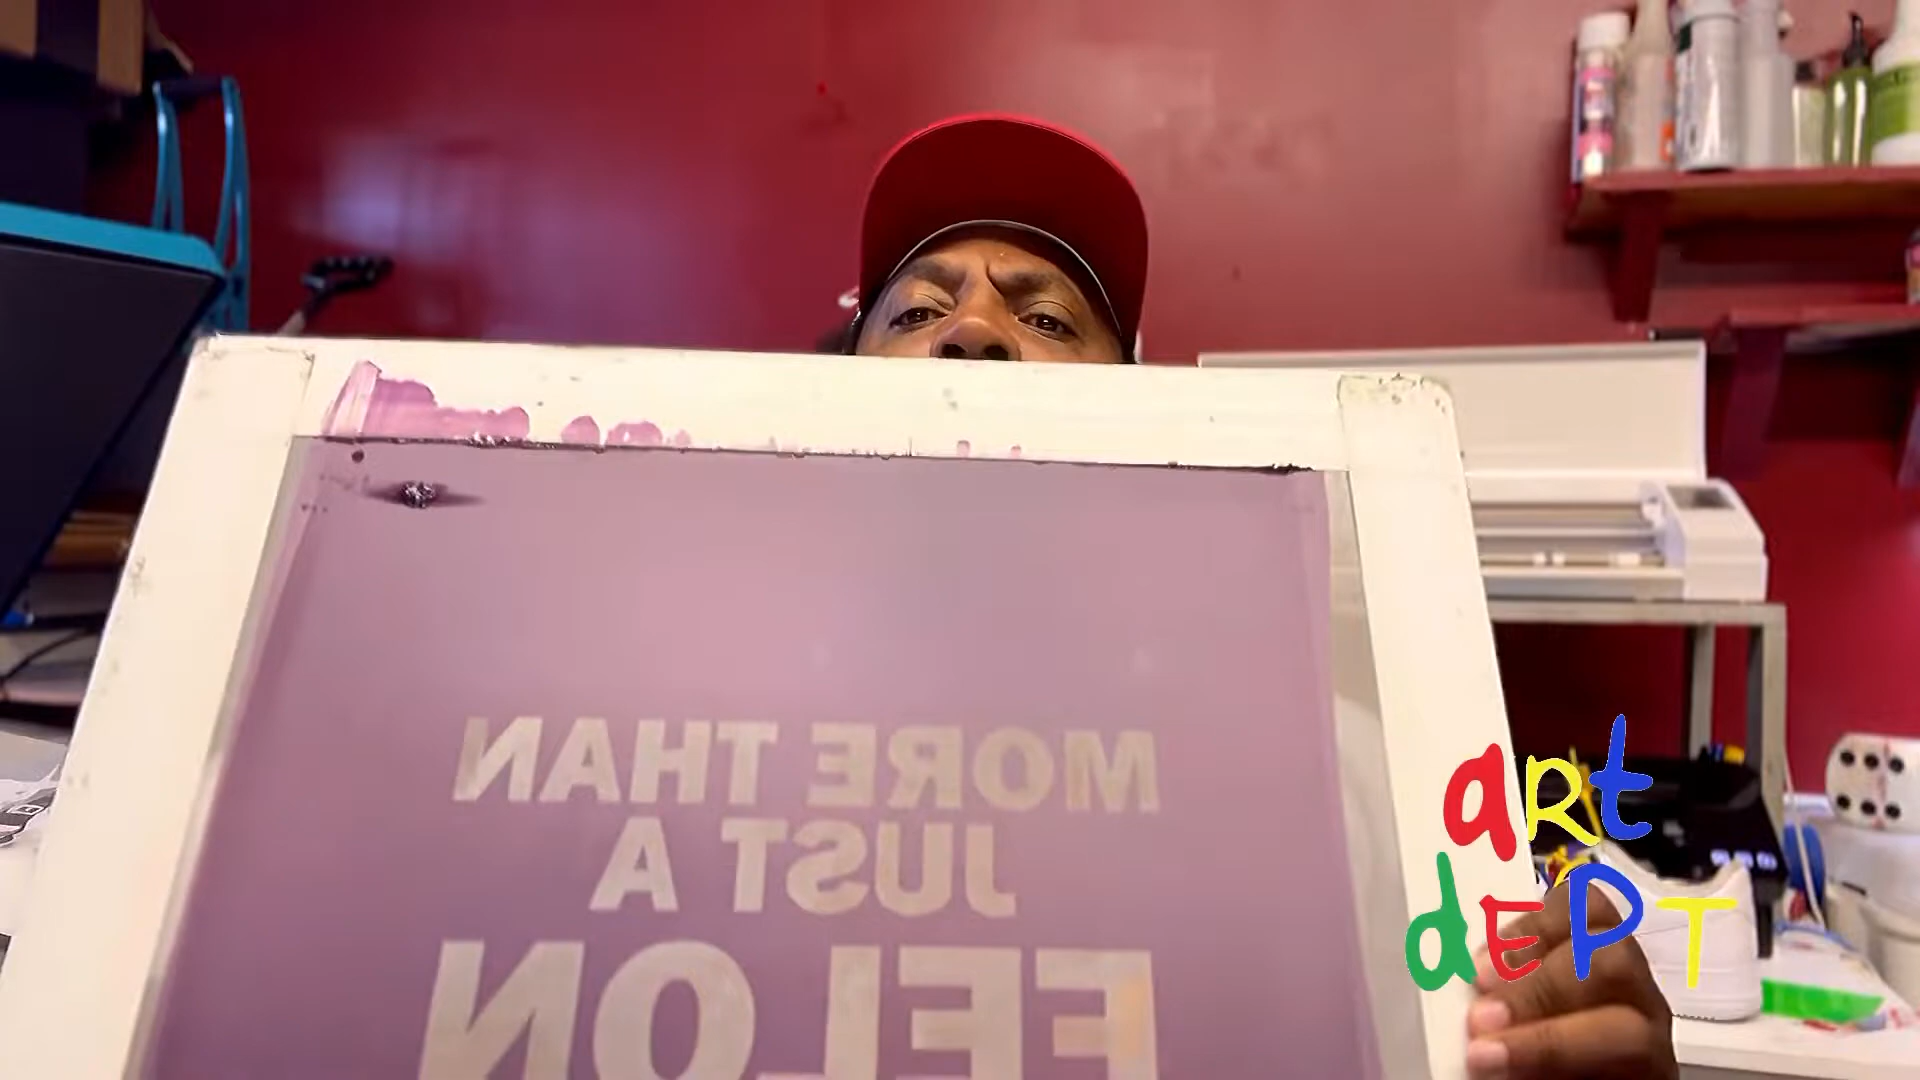 MORE THAN
JUST A
FELON
aRt
dEPT